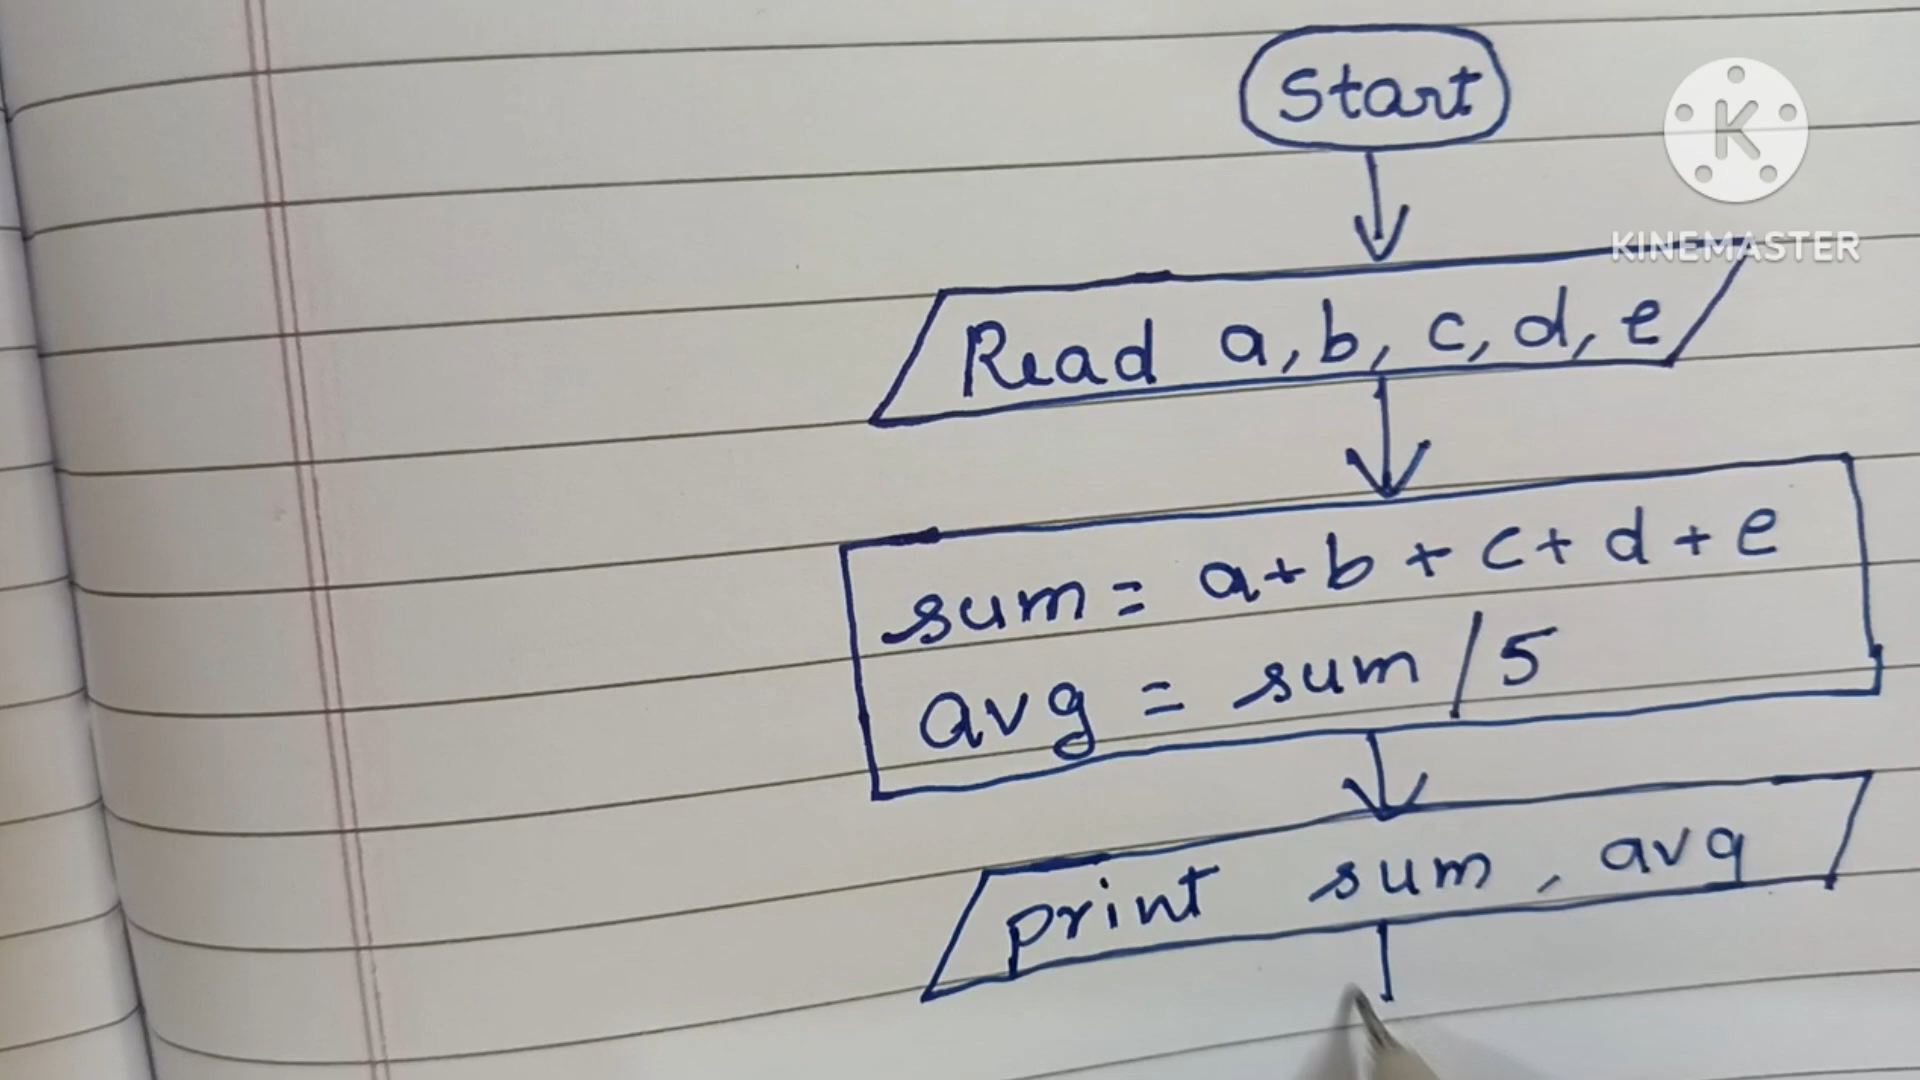 Start
K
KINEMASTER
Read a, b, c, d, e
sum = a + b + c + d + e
avg = sum / 5
print sum, avg